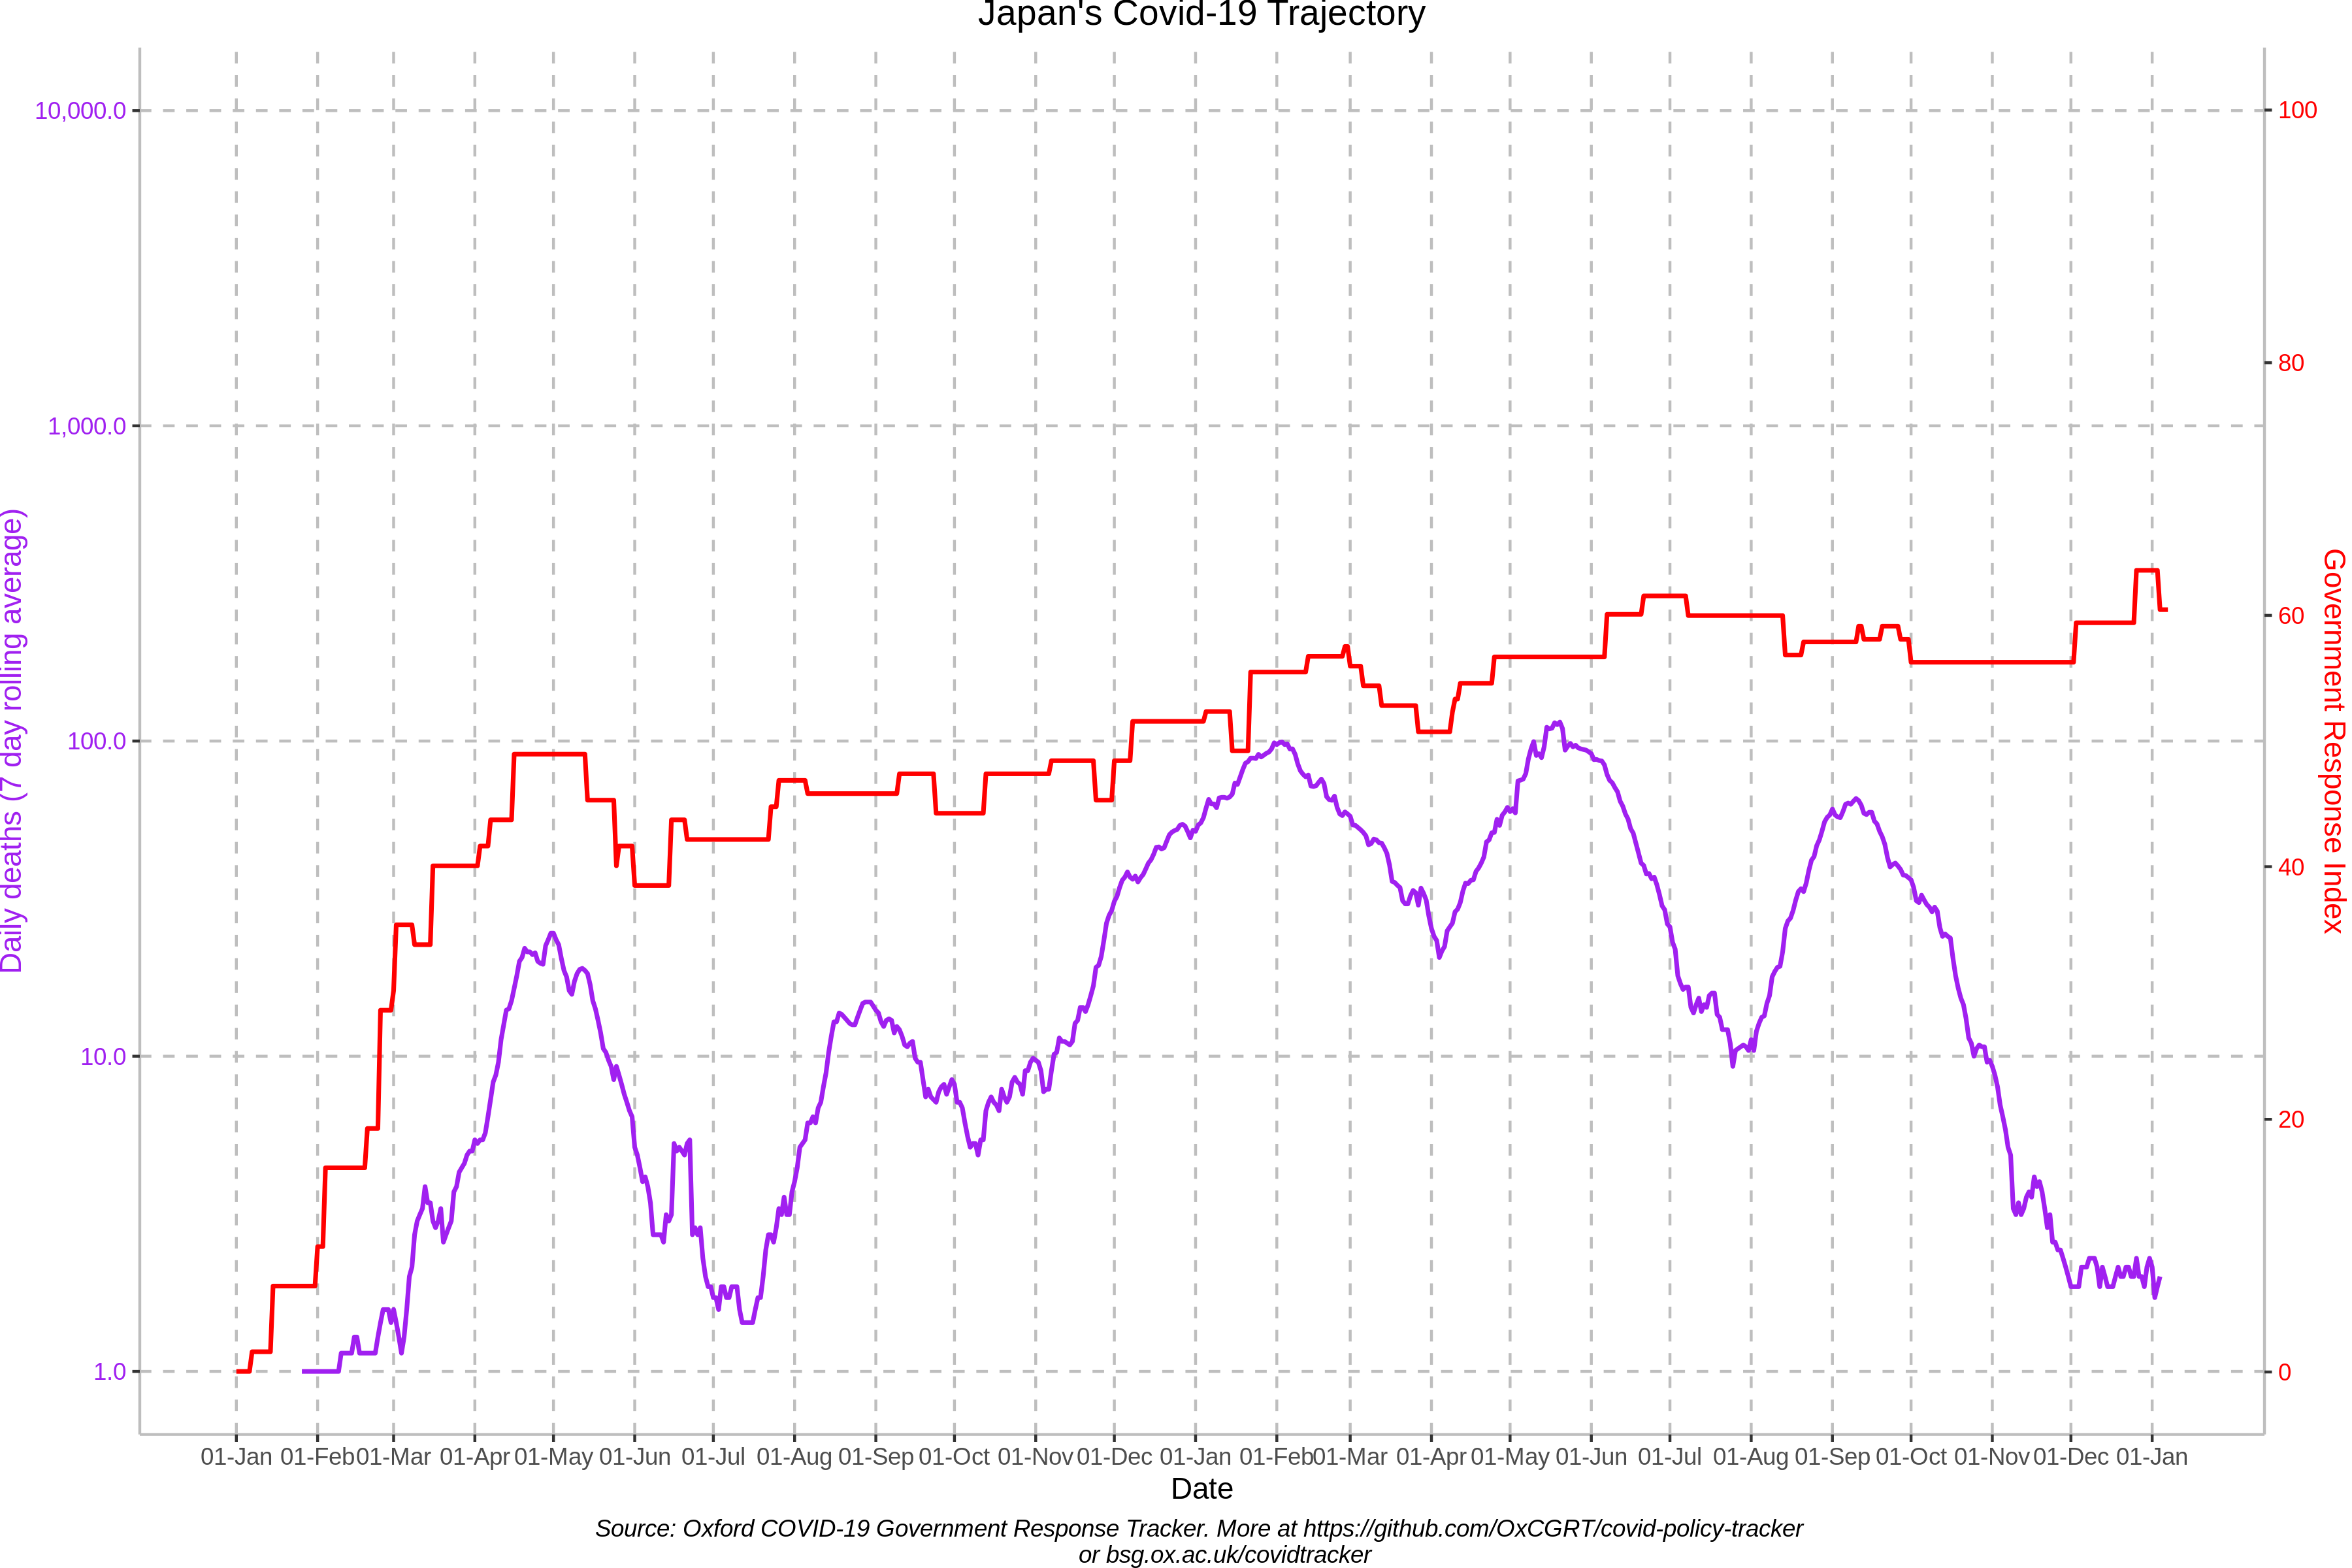 Japan's Covid-19 Trajectory
10,000.0
1,000.0
100.0
10.0
1.0
Daily deaths (7 day rolling average)
100
80
60
40
20
0
Government Response Index
01-Jan 01-Feb 01-Mar 01-Apr 01-May 01-Jun 01-Jul 01-Aug 01-Sep 01-Oct 01-Nov 01-Dec 01-Jan 01-Feb 01-Mar 01-Apr 01-May 01-Jun 01-Jul 01-Aug 01-Sep 01-Oct 01-Nov 01-Dec 01-Jan
Date
Source: Oxford COVID-19 Government Response Tracker. More at https://github.com/OxCGRT/covid-policy-tracker
or bsg.ox.ac.uk/covidtracker